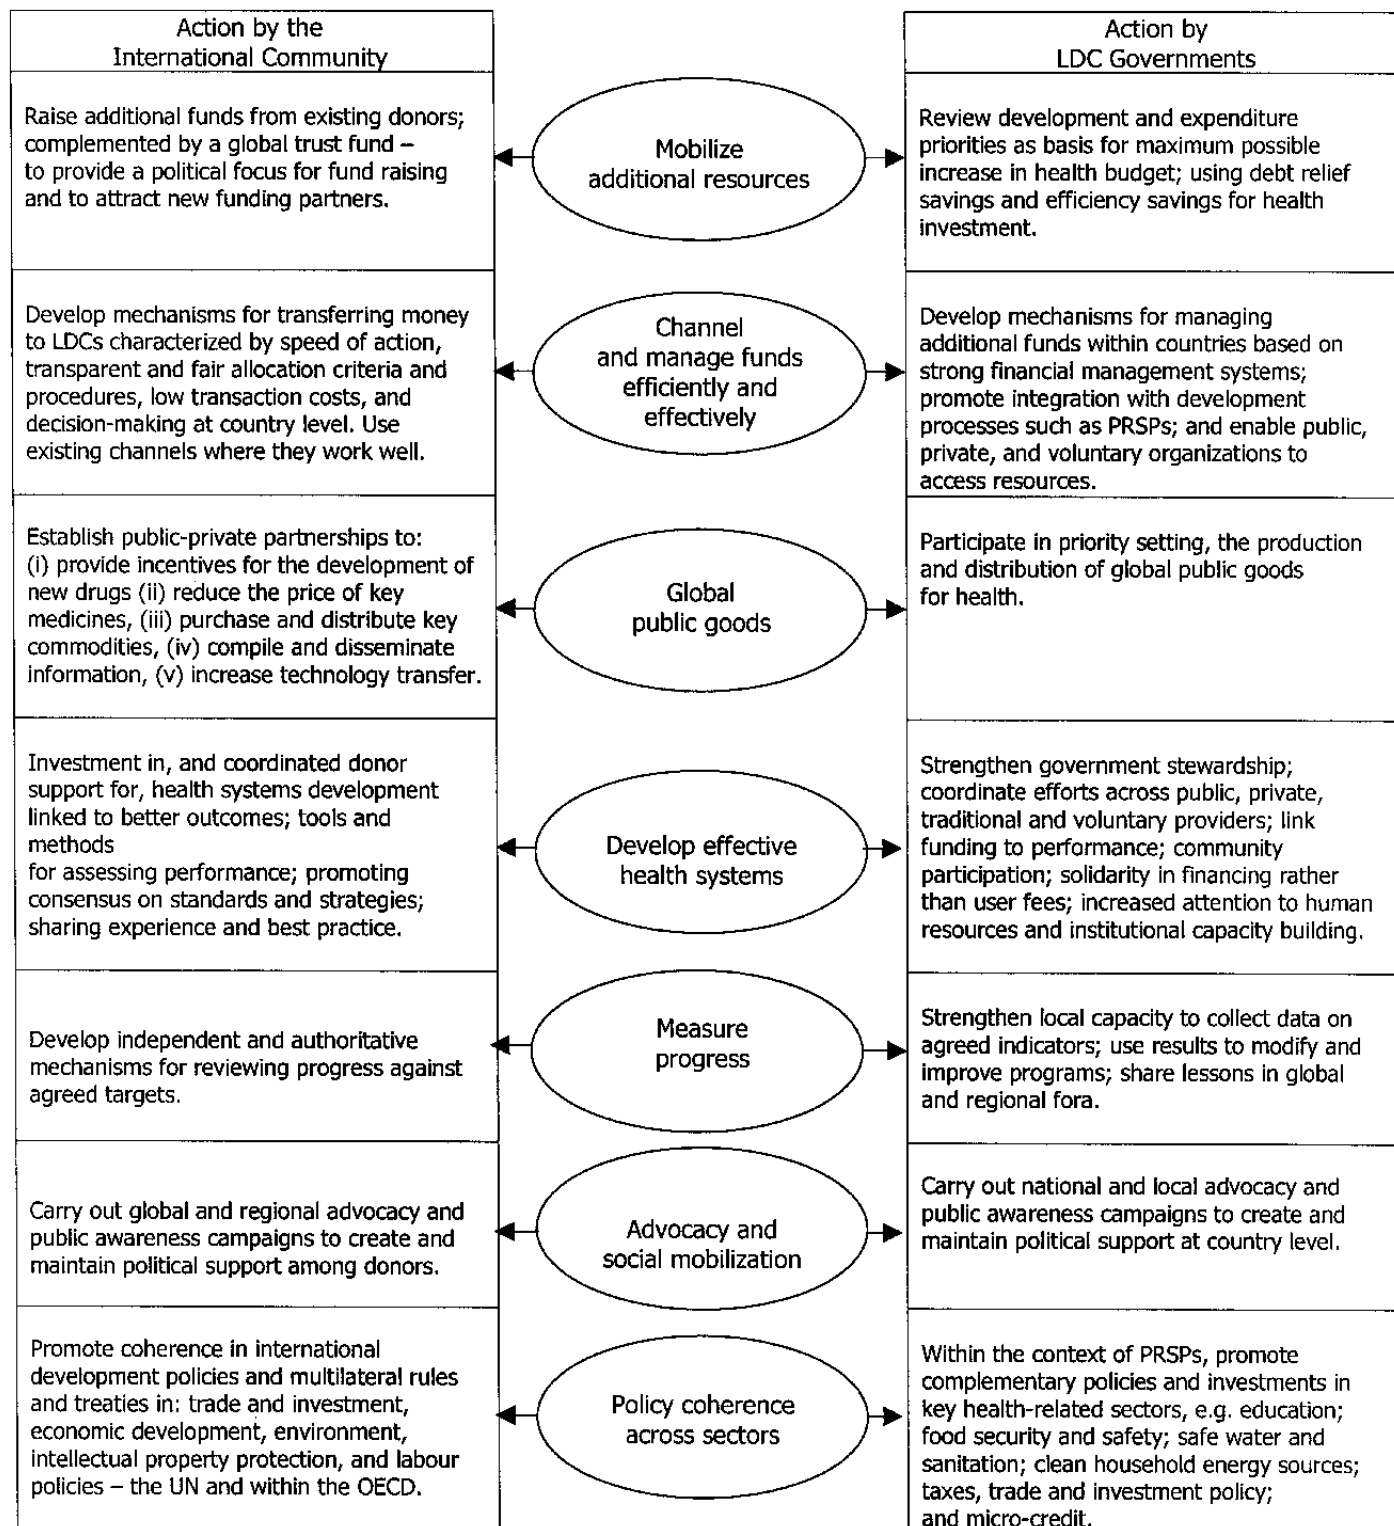 Action by the
International Community
Action by
LDC Governments
Raise additional funds from existing donors;
complemented by a global trust fund –
to provide a political focus for fund raising
and to attract new funding partners.
Mobilize
additional resources
Review development and expenditure
priorities as basis for maximum possible
increase in health budget; using debt relief
savings and efficiency savings for health
investment.
Develop mechanisms for transferring money
to LDCs characterized by speed of action,
transparent and fair allocation criteria and
procedures, low transaction costs, and
decision-making at country level. Use
existing channels where they work well.
Channel
and manage funds
efficiently and
effectively
Develop mechanisms for managing
additional funds within countries based on
strong financial management systems;
promote integration with development
processes such as PRSPs; and enable public,
private, and voluntary organizations to
access resources.
Establish public-private partnerships to:
(i) provide incentives for the development of
new drugs (ii) reduce the price of key
medicines, (iii) purchase and distribute key
commodities, (iv) compile and disseminate
information, (v) increase technology transfer.
Global
public goods
Participate in priority setting, the production
and distribution of global public goods
for health.
Investment in, and coordinated donor
support for, health systems development
linked to better outcomes; tools and
methods
for assessing performance; promoting
consensus on standards and strategies;
sharing experience and best practice.
Develop effective
health systems
Strengthen government stewardship;
coordinate efforts across public, private,
traditional and voluntary providers; link
funding to performance; community
participation; solidarity in financing rather
than user fees; increased attention to human
resources and institutional capacity building.
Develop independent and authoritative
mechanisms for reviewing progress against
agreed targets.
Measure
progress
Strengthen local capacity to collect data on
agreed indicators; use results to modify and
improve programs; share lessons in global
and regional fora.
Carry out global and regional advocacy and
public awareness campaigns to create and
maintain political support among donors.
Advocacy and
social mobilization
Carry out national and local advocacy and
public awareness campaigns to create and
maintain political support at country level.
Promote coherence in international
development policies and multilateral rules
and treaties in: trade and investment,
economic development, environment,
intellectual property protection, and labour
policies – the UN and within the OECD.
Policy coherence
across sectors
Within the context of PRSPs, promote
complementary policies and investments in
key health-related sectors, e.g. education;
food security and safety; safe water and
sanitation; clean household energy sources;
taxes, trade and investment policy;
and micro-credit.